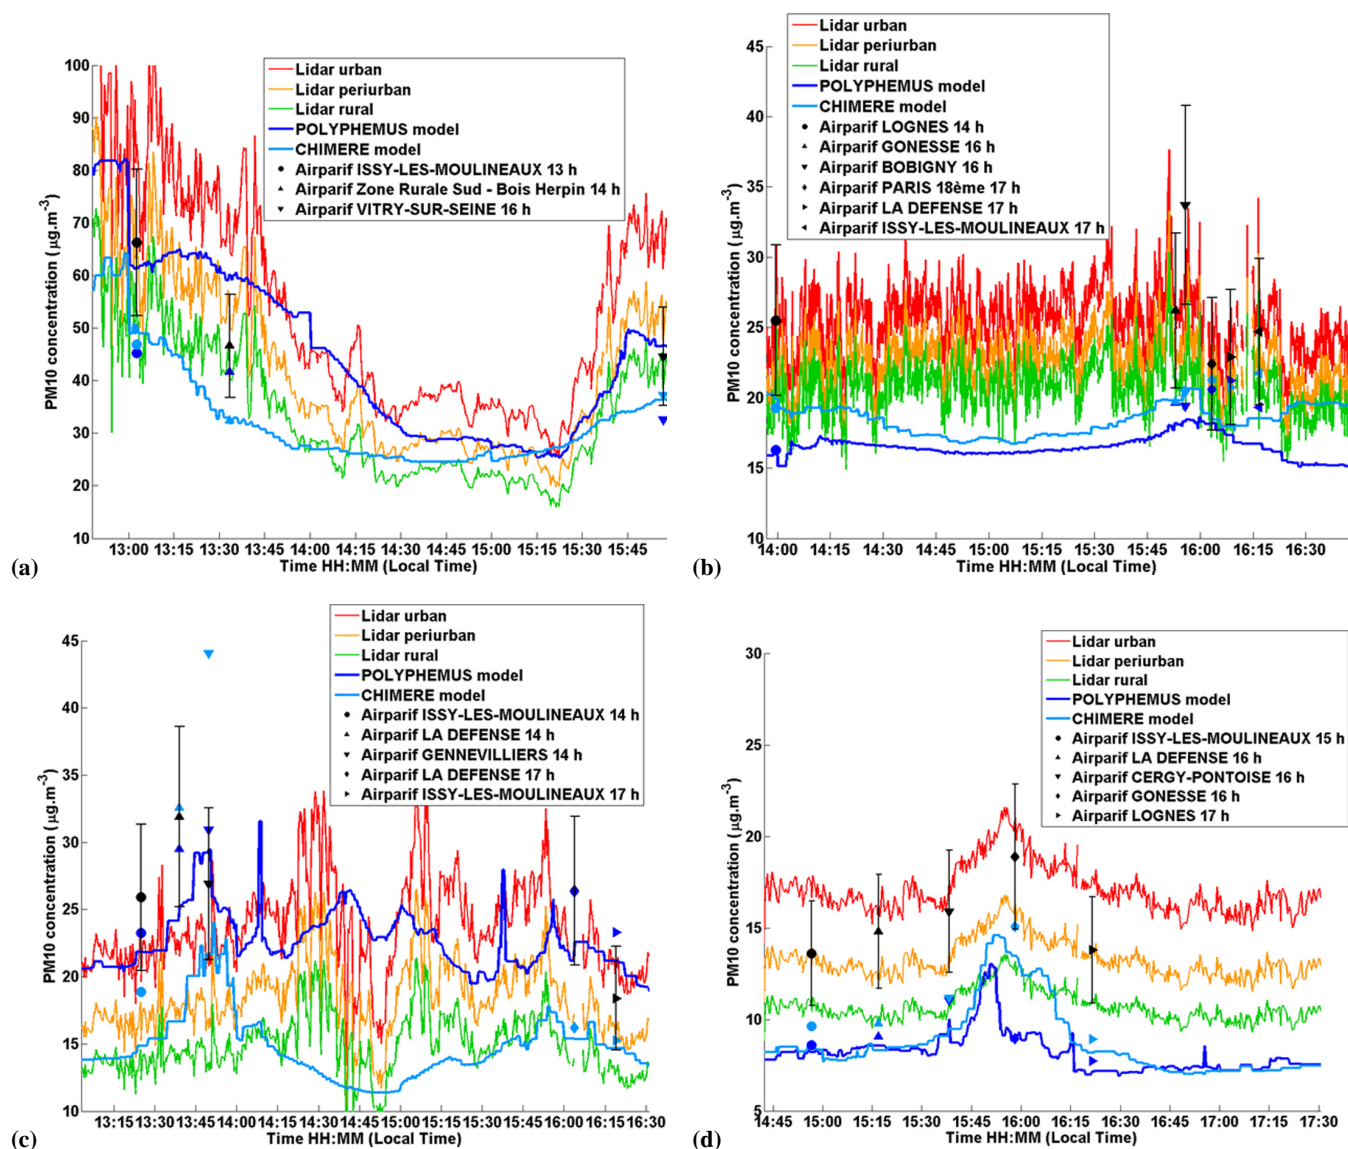 (a)
100
90
80
70
60
50
40
30
20
10
PM10 concentration (μg.m⁻³)
Lidar urban
Lidar periurban
Lidar rural
POLYPHEMUS model
CHIMERE model
Airparif ISSY-LES-MOULINEAUX 13 h
Airparif Zone Rurale Sud - Bois Herpin 14 h
Airparif VITRY-SUR-SEINE 16 h
13:00 13:15 13:30 13:45 14:00 14:15 14:30 14:45 15:00 15:15 15:30 15:45
Time HH:MM (Local Time)
(b)
45
40
35
30
25
20
15
10
PM10 concentration (μg.m⁻³)
Lidar urban
Lidar periurban
Lidar rural
POLYPHEMUS model
CHIMERE model
Airparif LOGNES 14 h
Airparif GONESSE 16 h
Airparif BOBIGNY 16 h
Airparif PARIS 18ème 17 h
Airparif LA DEFENSE 17 h
Airparif ISSY-LES-MOULINEAUX 17 h
14:00 14:15 14:30 14:45 15:00 15:15 15:30 15:45 16:00 16:15 16:30
Time HH:MM (Local Time)
(c)
45
40
35
30
25
20
15
10
PM10 concentration (μg.m⁻³)
Lidar urban
Lidar periurban
Lidar rural
POLYPHEMUS model
CHIMERE model
Airparif ISSY-LES-MOULINEAUX 14 h
Airparif LA DEFENSE 14 h
Airparif GENNEVILLIERS 14 h
Airparif LA DEFENSE 17 h
Airparif ISSY-LES-MOULINEAUX 17 h
13:15 13:30 13:45 14:00 14:15 14:30 14:45 15:00 15:15 15:30 15:45 16:00 16:15 16:30
Time HH:MM (Local Time)
(d)
30
25
20
15
10
5
PM10 concentration (μg.m⁻³)
Lidar urban
Lidar periurban
Lidar rural
POLYPHEMUS model
CHIMERE model
Airparif ISSY-LES-MOULINEAUX 15 h
Airparif LA DEFENSE 16 h
Airparif CERGY-PONTOISE 16 h
Airparif GONESSE 16 h
Airparif LOGNES 17 h
14:45 15:00 15:15 15:30 15:45 16:00 16:15 16:30 16:45 17:00 17:15 17:30
Time HH:MM (Local Time)